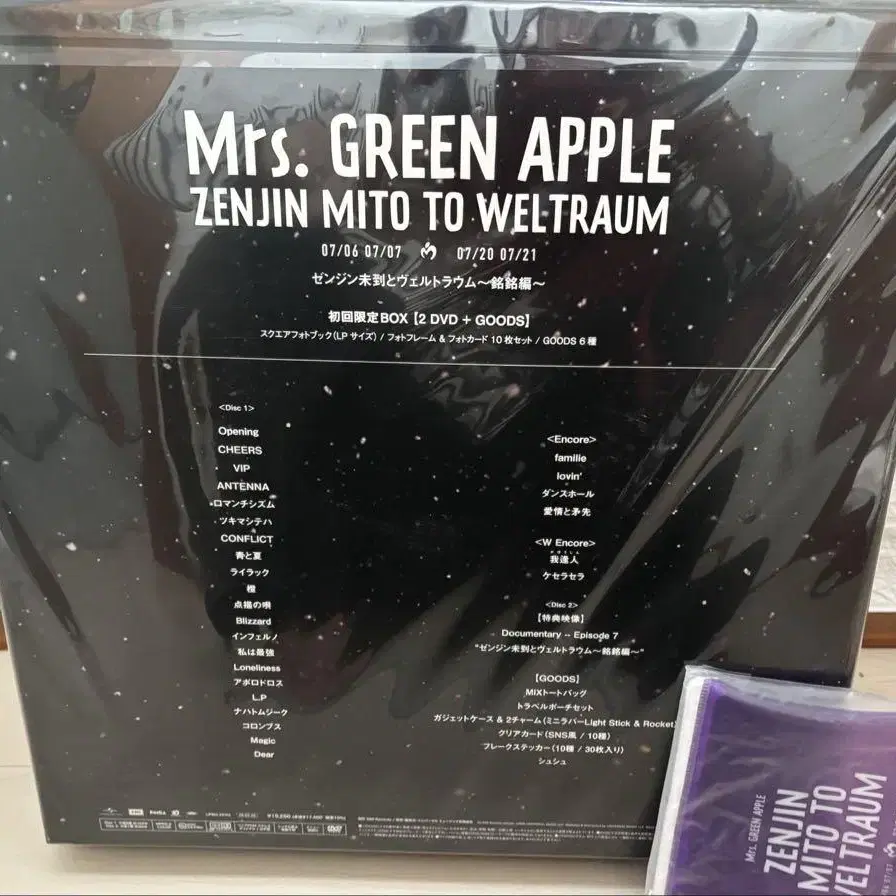 Mrs. GREEN APPLE
ZENJIN MITO TO WELTRAUM
07/06 07/07 07/20 07/21
ゼンジン未到とヴェルトラウム〜銘銘編〜
初回限定BOX【2 DVD + GOODS】
スクエアフォトブック(LPサイズ) / フォトフレーム & フォトカード 10枚セット / GOODS 6種
<Disc 1>
Opening
CHEERS
VIP
ANTENNA
ロマンチシズム
ツキマシテハ
CONFLICT
青と夏
ライラック
橙
点描の唄
Blizzard
インフェルノ
私は最強
Loneliness
アポロドロス
L.P
ナハトムジーク
コロンブス
Magic
Dear
<Encore>
familie
lovin'
ダンスホール
愛情と矛先
<W Encore>
我逢人
ケセラセラ
<Disc 2>
【特典映像】
Documentary -- Episode 7
"ゼンジン未到とヴェルトラウム〜銘銘編〜"
【GOODS】
MIXトートバッグ
トラベルポーチセット
ガジェットケース & 2チャーム(ミニラバーLight Stick & Rocket)
クリアカード(SNS風 / 10種)
フレークステッカー(10種 / 30枚入り)
シュシュ
Mrs. GREEN APPLE
ZENJIN
MITO TO
WELTRAUM